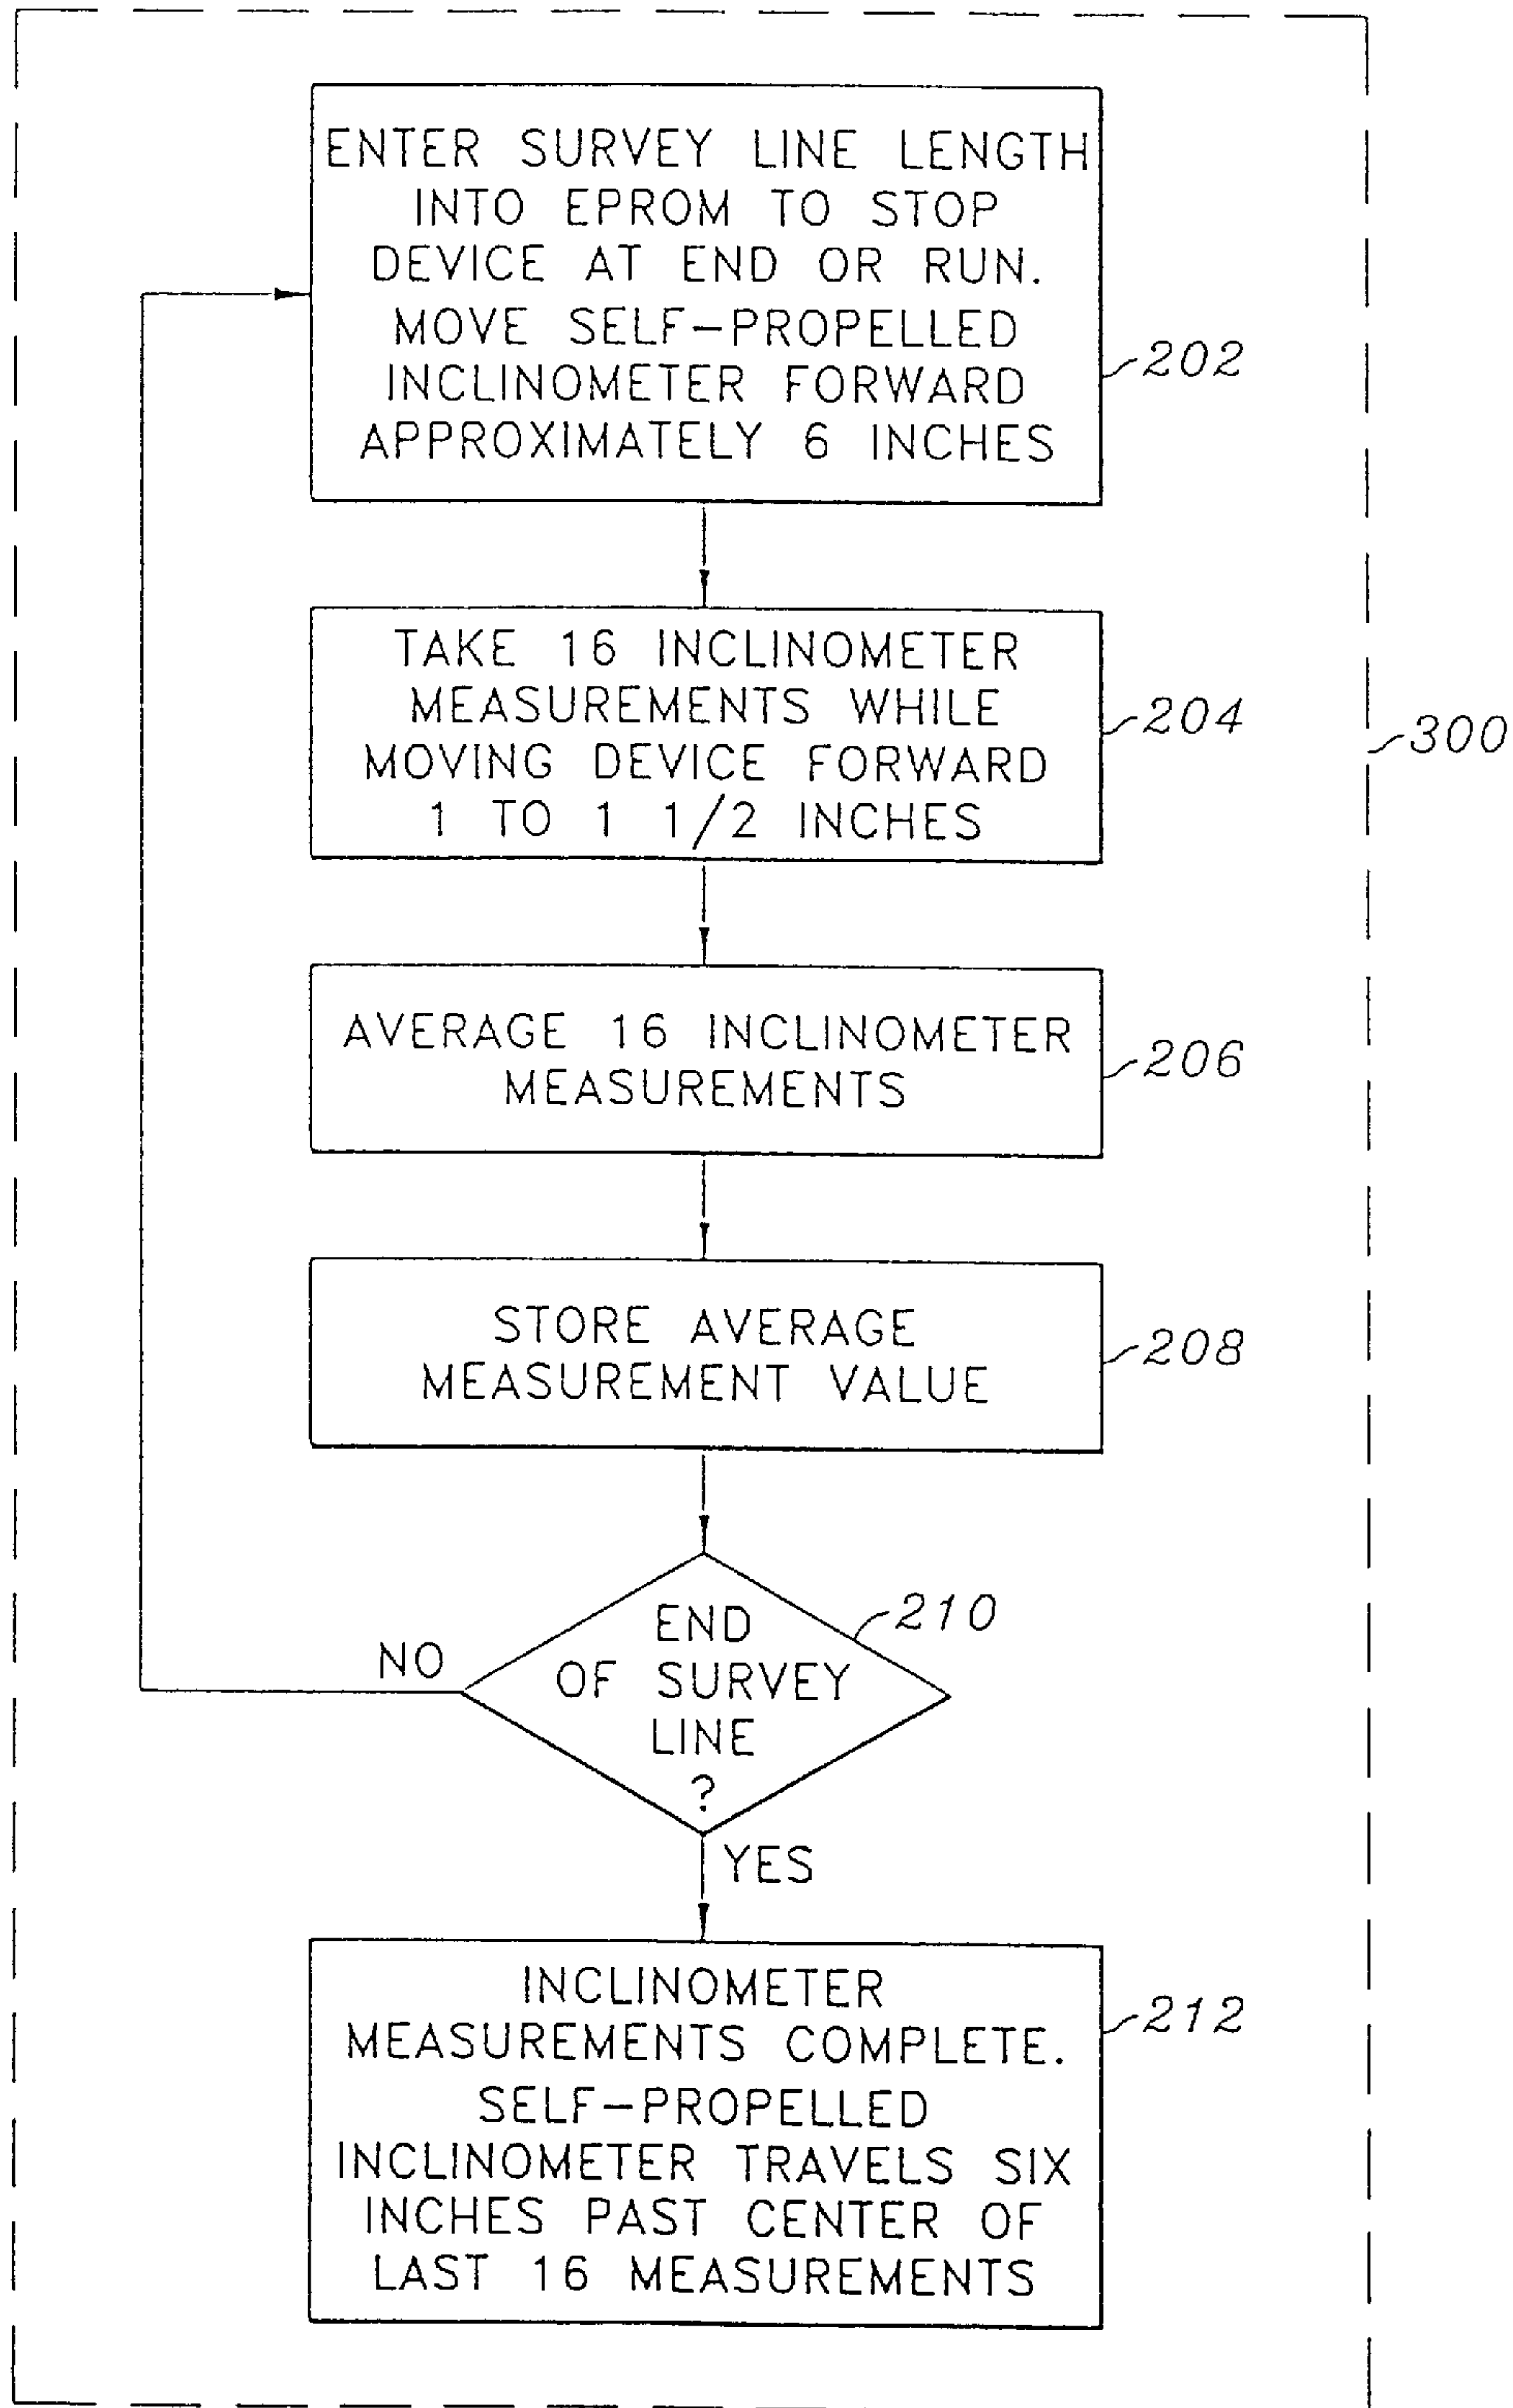 ENTER SURVEY LINE LENGTH
INTO EPROM TO STOP
DEVICE AT END OR RUN.
MOVE SELF-PROPELLED
INCLINOMETER FORWARD
APPROXIMATELY 6 INCHES
202
TAKE 16 INCLINOMETER
MEASUREMENTS WHILE
MOVING DEVICE FORWARD
1 TO 1 1/2 INCHES
204
300
AVERAGE 16 INCLINOMETER
MEASUREMENTS
206
STORE AVERAGE
MEASUREMENT VALUE
208
END
OF SURVEY
LINE
?
210
NO
YES
INCLINOMETER
MEASUREMENTS COMPLETE.
SELF-PROPELLED
INCLINOMETER TRAVELS SIX
INCHES PAST CENTER OF
LAST 16 MEASUREMENTS
212